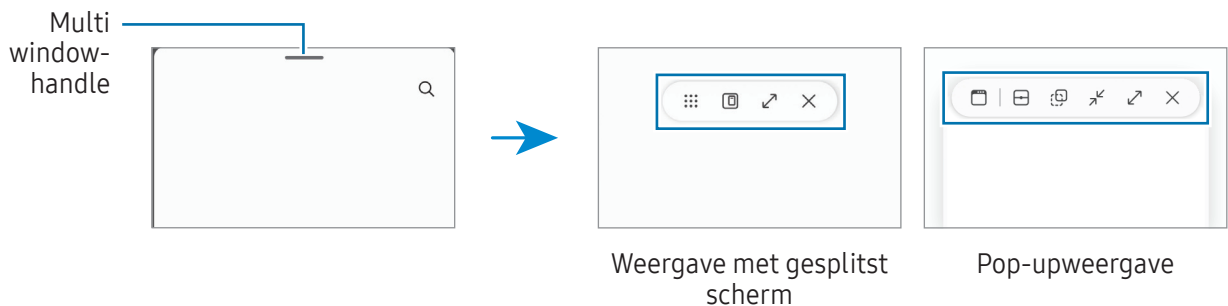 Multi
window-
handle
Weergave met gesplitst
scherm
Pop-upweergave